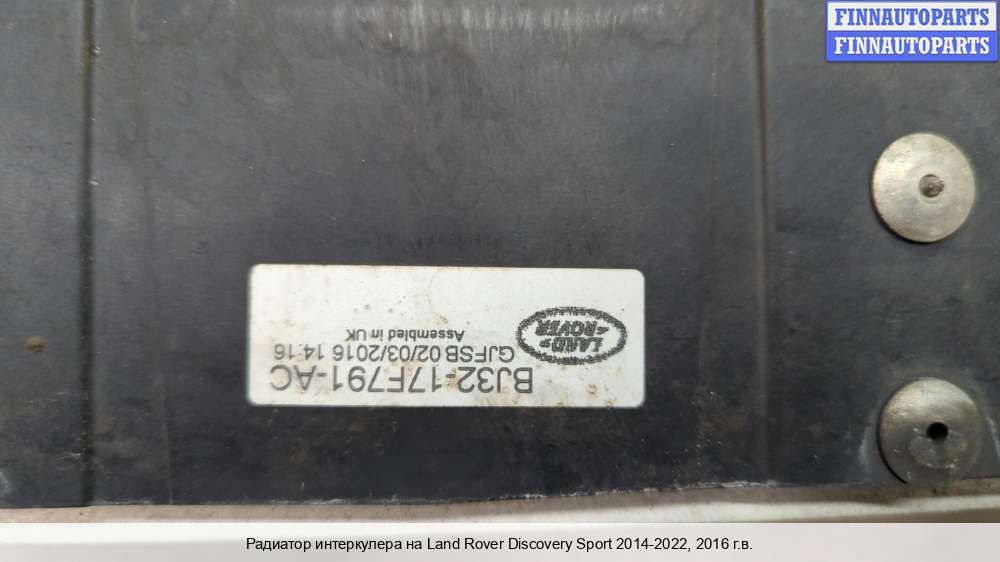 FINNAUTOPARTS
FINNAUTOPARTS
BJ32-17F791-AC
GJFSB 02/03/2016 14:16
Assembled in UK
LAND
ROVER
Радиатор интеркулера на Land Rover Discovery Sport 2014-2022, 2016 г.в.